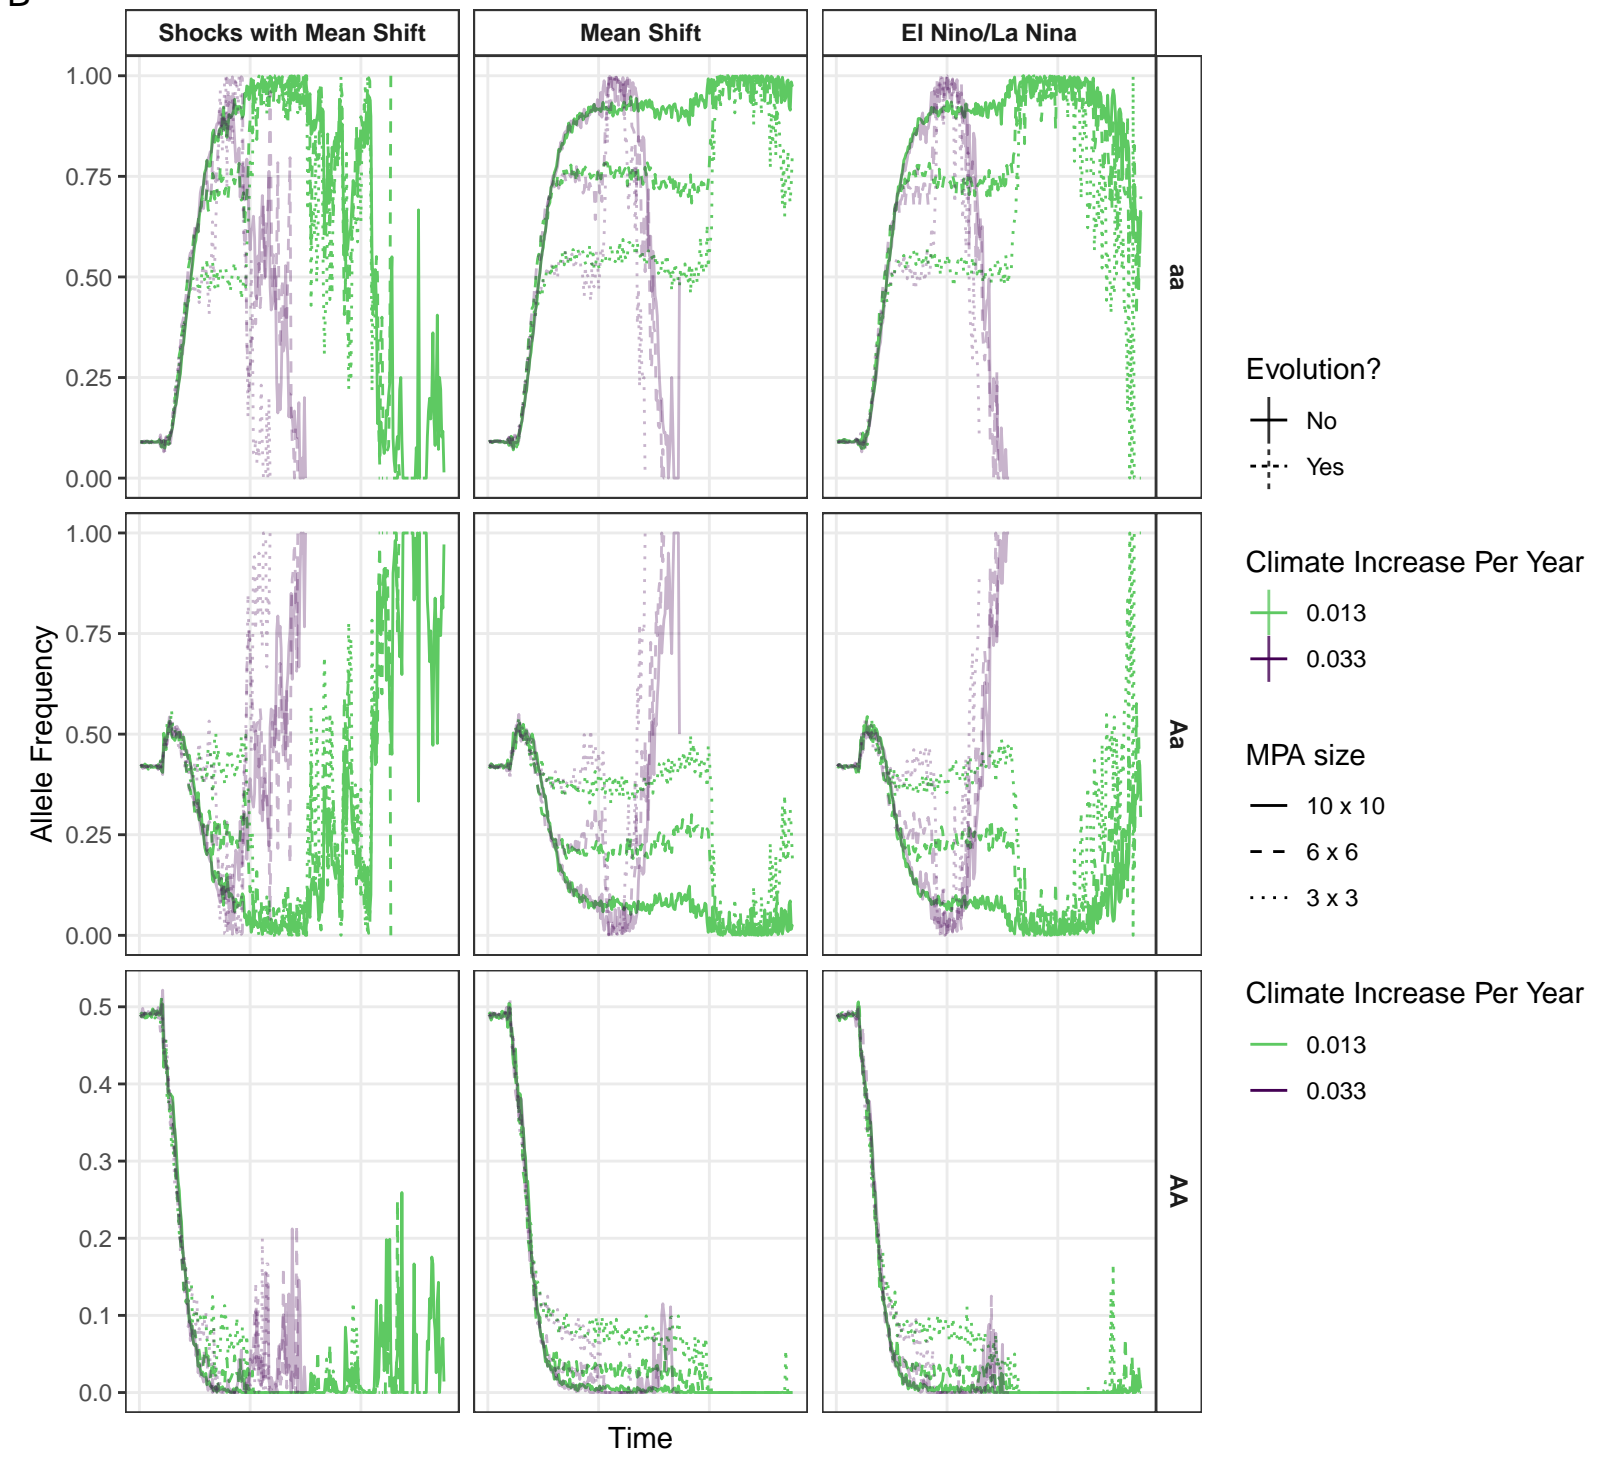 Shocks with Mean Shift Mean Shift El Nino/La Nina
1.00
0.75
0.50
0.25
0.00
aa
1.00
0.75
0.50
0.25
0.00
Aa
0.5
0.4
0.3
0.2
0.1
0.0
AA
Allele Frequency
Time
Evolution?
No
Yes
Climate Increase Per Year
0.013
0.033
MPA size
10 x 10
6 x 6
3 x 3
Climate Increase Per Year
0.013
0.033